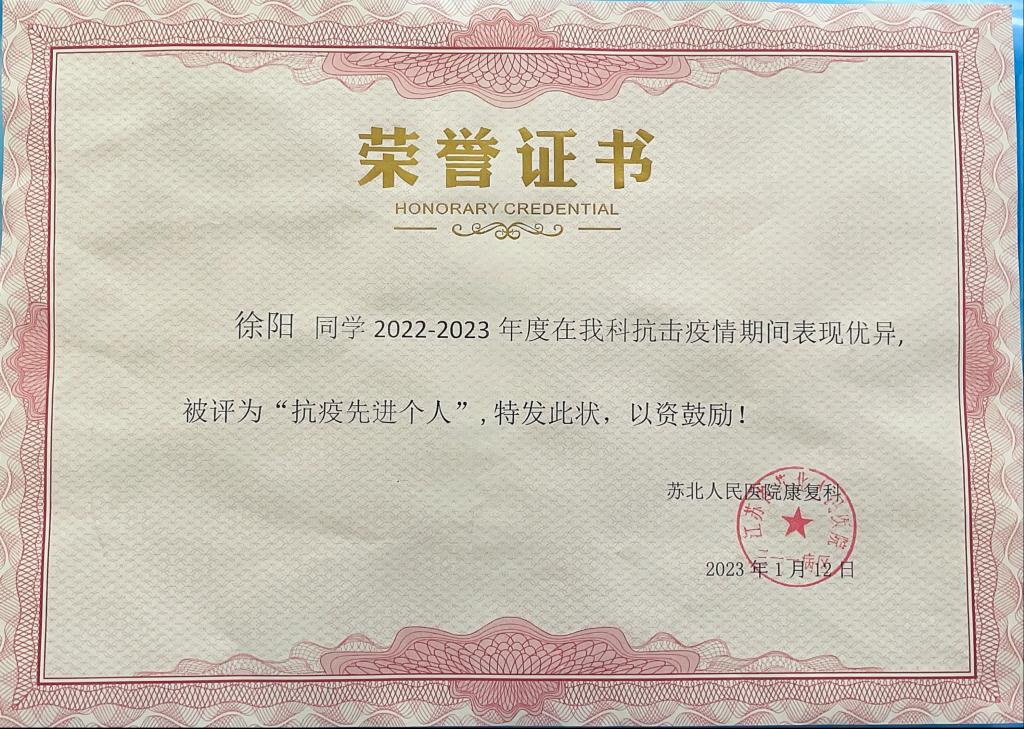 荣誉证书
HONORARY CREDENTIAL
徐阳 同学 2022-2023 年度在我科抗击疫情期间表现优异,
被评为“抗疫先进个人”,特发此状，以资鼓励！
苏北人民医院康复科
2023 年 1 月 12 日